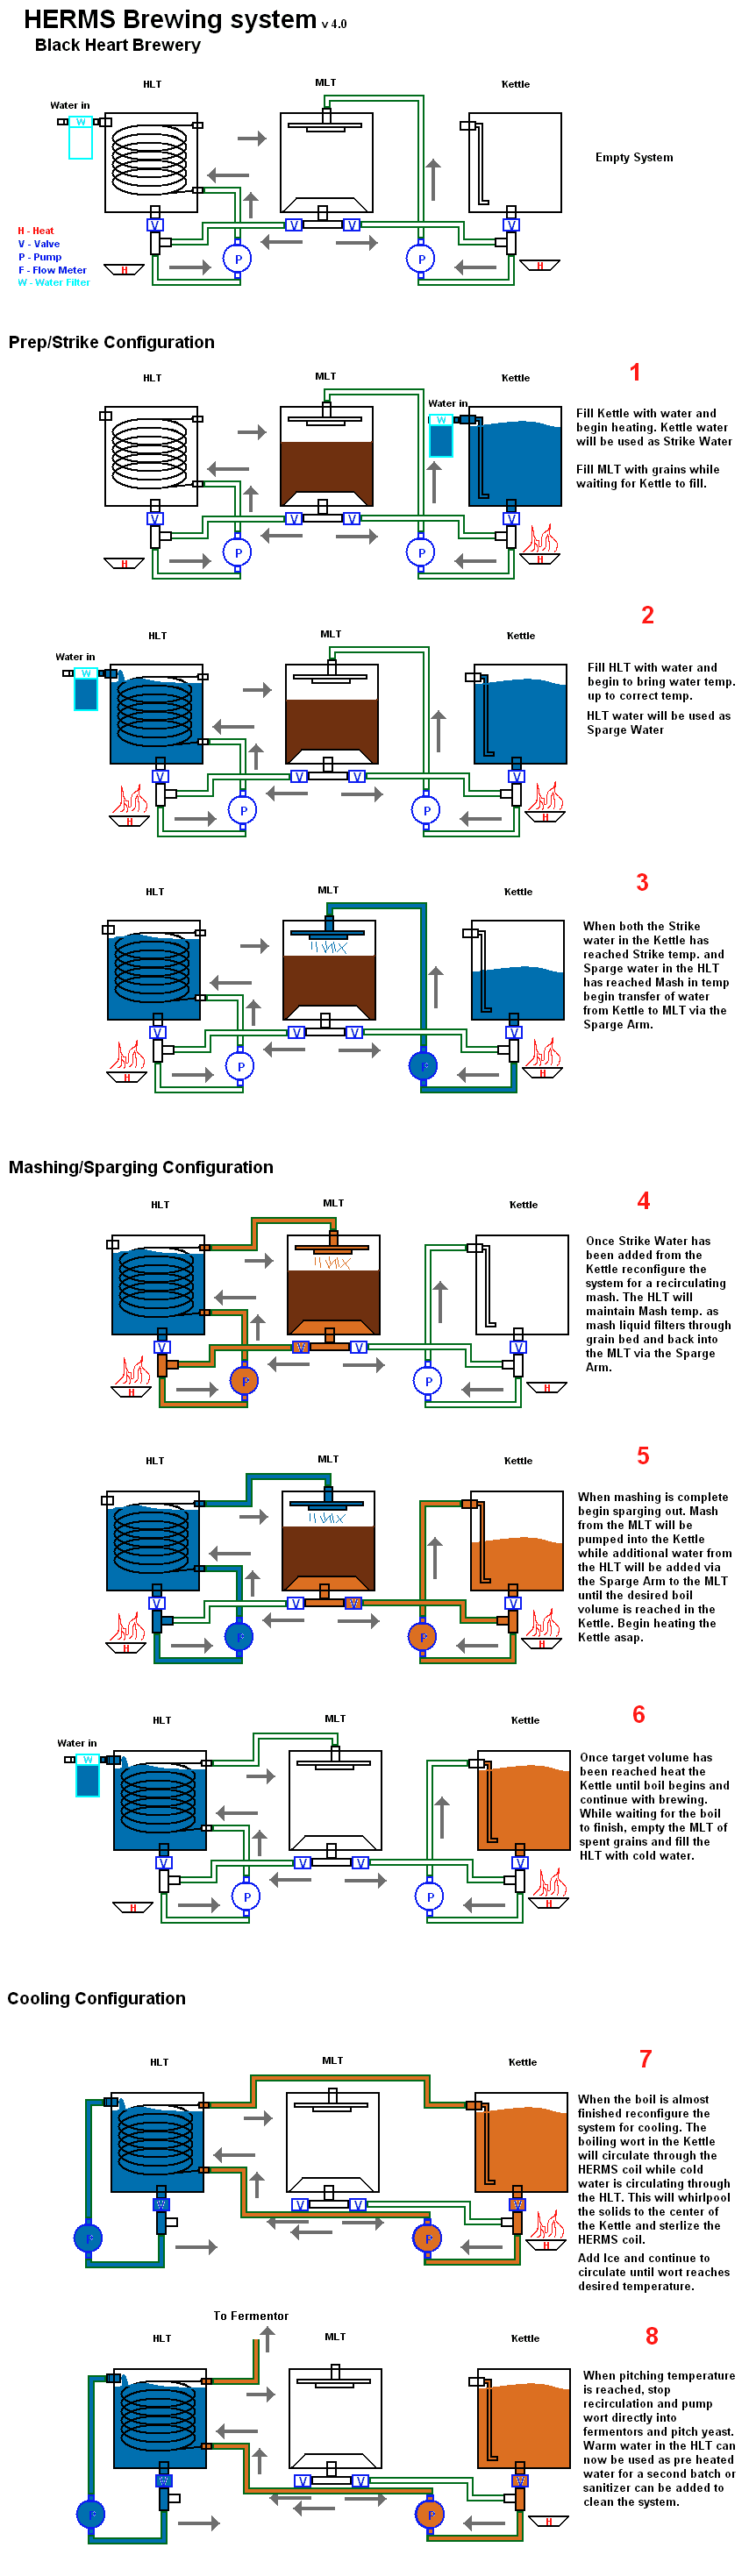 HERMS Brewing system v 4.0
Black Heart Brewery
HLT
MLT
Kettle
Water in
W
Empty System
H - Heat
V - Valve
P - Pump
F - Flow Meter
W - Water Filter
V
V
V
V
P
P
H
H
Prep/Strike Configuration
1
HLT
MLT
Kettle
Water in
W
Fill Kettle with water and
begin heating. Kettle water
will be used as Strike Water
Fill MLT with grains while
waiting for Kettle to fill.
V
V
V
V
P
P
H
H
2
HLT
MLT
Kettle
Water in
W
Fill HLT with water and
begin to bring water temp.
up to correct temp.
HLT water will be used as
Sparge Water
V
V
V
V
P
P
H
H
3
HLT
MLT
Kettle
When both the Strike
water in the Kettle has
reached Strike temp. and
Sparge water in the HLT
has reached Mash in temp
begin transfer of water
from Kettle to MLT via the
Sparge Arm.
V
V
V
V
P
P
H
H
Mashing/Sparging Configuration
4
HLT
MLT
Kettle
Once Strike Water has
been added from the
Kettle reconfigure the
system for a recirculating
mash. The HLT will
maintain Mash temp. as
mash liquid filters through
grain bed and back into
the MLT via the Sparge
Arm.
V
V
V
V
P
P
H
H
5
HLT
MLT
Kettle
When mashing is complete
begin sparging out. Mash
from the MLT will be
pumped into the Kettle
while additional water from
the HLT will be added via
the Sparge Arm to the MLT
until the desired boil
volume is reached in the
Kettle. Begin heating the
Kettle asap.
V
V
V
V
P
P
H
H
6
HLT
MLT
Kettle
Water in
W
Once target volume has
been reached heat the
Kettle until boil begins and
continue with brewing.
While waiting for the boil
to finish, empty the MLT of
spent grains and fill the
HLT with cold water.
V
V
V
V
P
P
H
H
Cooling Configuration
7
HLT
MLT
Kettle
When the boil is almost
finished reconfigure the
system for cooling. The
boiling wort in the Kettle
will circulate through the
HERMS coil while cold
water is circulating through
the HLT. This will whirlpool
the solids to the center of
the Kettle and sterlize the
HERMS coil.
Add Ice and continue to
circulate until wort reaches
desired temperature.
V
V
V
V
P
P
H
8
To Fermentor
HLT
MLT
Kettle
When pitching temperature
is reached, stop
recirculation and pump
wort directly into
fermentors and pitch yeast.
Warm water in the HLT can
now be used as pre heated
water for a second batch or
sanitizer can be added to
clean the system.
V
V
V
V
P
P
H